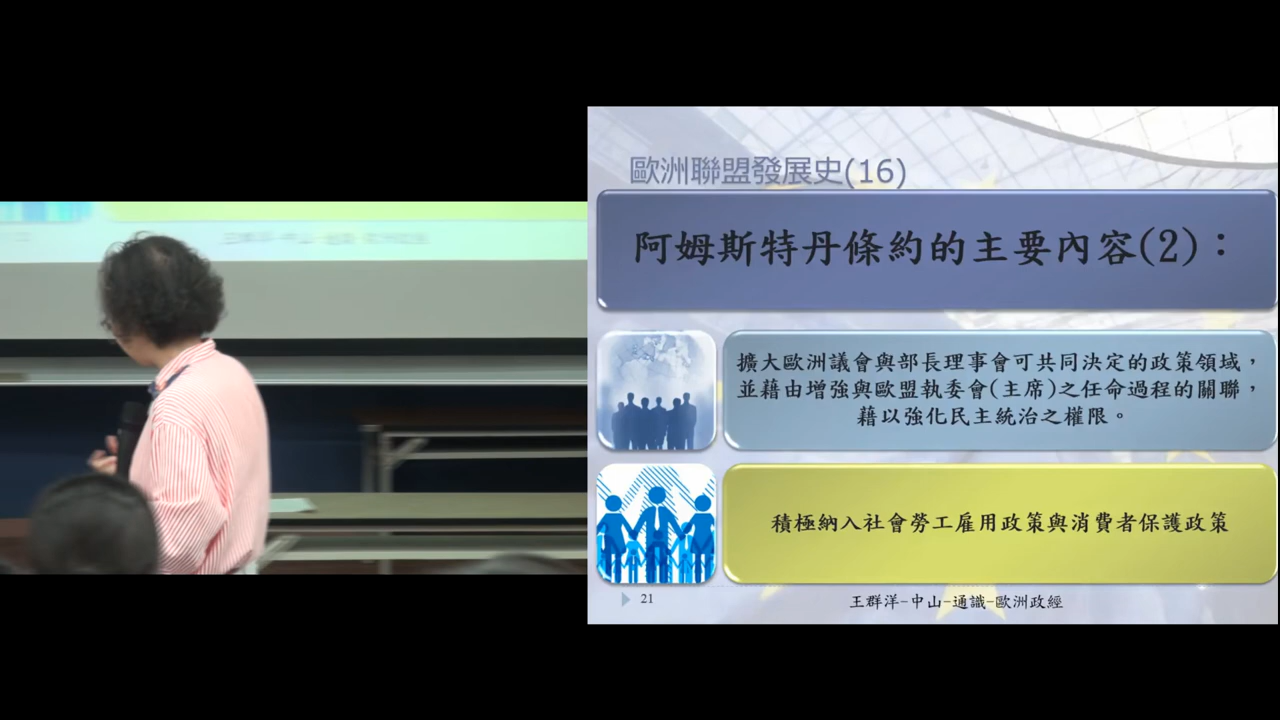 歐洲聯盟發展史(16)
阿姆斯特丹條約的主要內容(2)：
擴大歐洲議會與部長理事會可共同決定的政策領域，
並藉由增強與歐盟執委會(主席)之任命過程的關聯，
藉以強化民主統治之權限。
積極納入社會勞工雇用政策與消費者保護政策
21
王群洋-中山-通識-歐洲政經